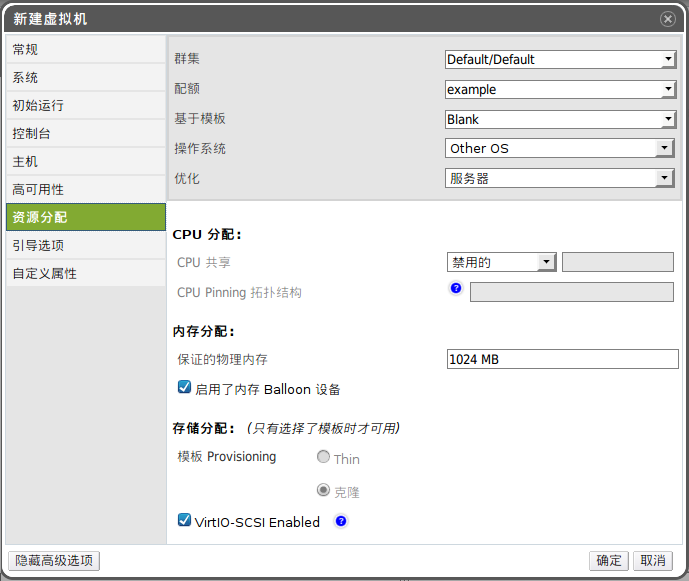 新建虚拟机
常规
系统
初始运行
控制台
主机
高可用性
资源分配
引导选项
自定义属性
群集 Default/Default
配额 example
基于模板 Blank
操作系统 Other OS
优化 服务器
CPU 分配:
CPU 共享 禁用的
CPU Pinning 拓扑结构 ?
内存分配:
保证的物理内存 1024 MB
启用了内存 Balloon 设备
存储分配: (只有选择了模板时才可用)
模板 Provisioning Thin
克隆
VirtIO-SCSI Enabled ?
隐藏高级选项 确定 取消